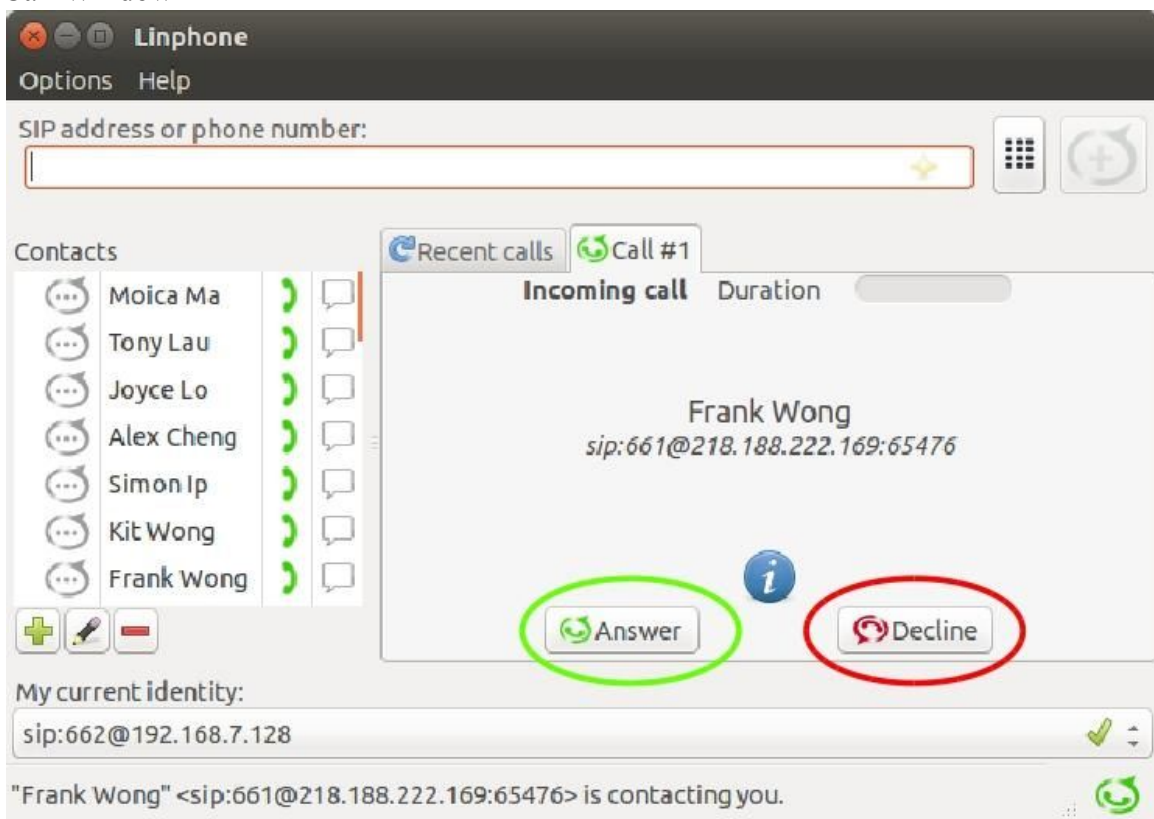 Linphone
Options Help
SIP address or phone number:
Contacts
Moica Ma
Tony Lau
Joyce Lo
Alex Cheng
Simon Ip
Kit Wong
Frank Wong
Recent calls Call #1
Incoming call Duration
Frank Wong
sip:661@218.188.222.169:65476
Answer Decline
My current identity:
sip:662@192.168.7.128
"Frank Wong" <sip:661@218.188.222.169:65476> is contacting you.